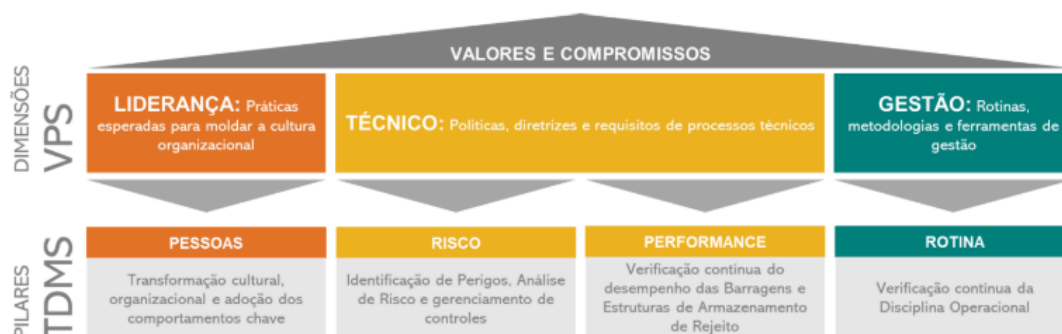 VALORES E COMPROMISSOS
DIMENSÕES
VPS
LIDERANÇA: Práticas
esperadas para moldar a cultura
organizacional
TÉCNICO: Políticas, diretrizes e requisitos de processos técnicos
GESTÃO: Rotinas,
metodologias e ferramentas de
gestão
PILARES
TDMS
PESSOAS
Transformação cultural,
organizacional e adoção dos
comportamentos chave
RISCO
Identificação de Perigos, Análise
de Risco e gerenciamento de
controles
PERFORMANCE
Verificação contínua do
desempenho das Barragens e
Estruturas de Armazenamento
de Rejeito
ROTINA
Verificação contínua da
Disciplina Operacional